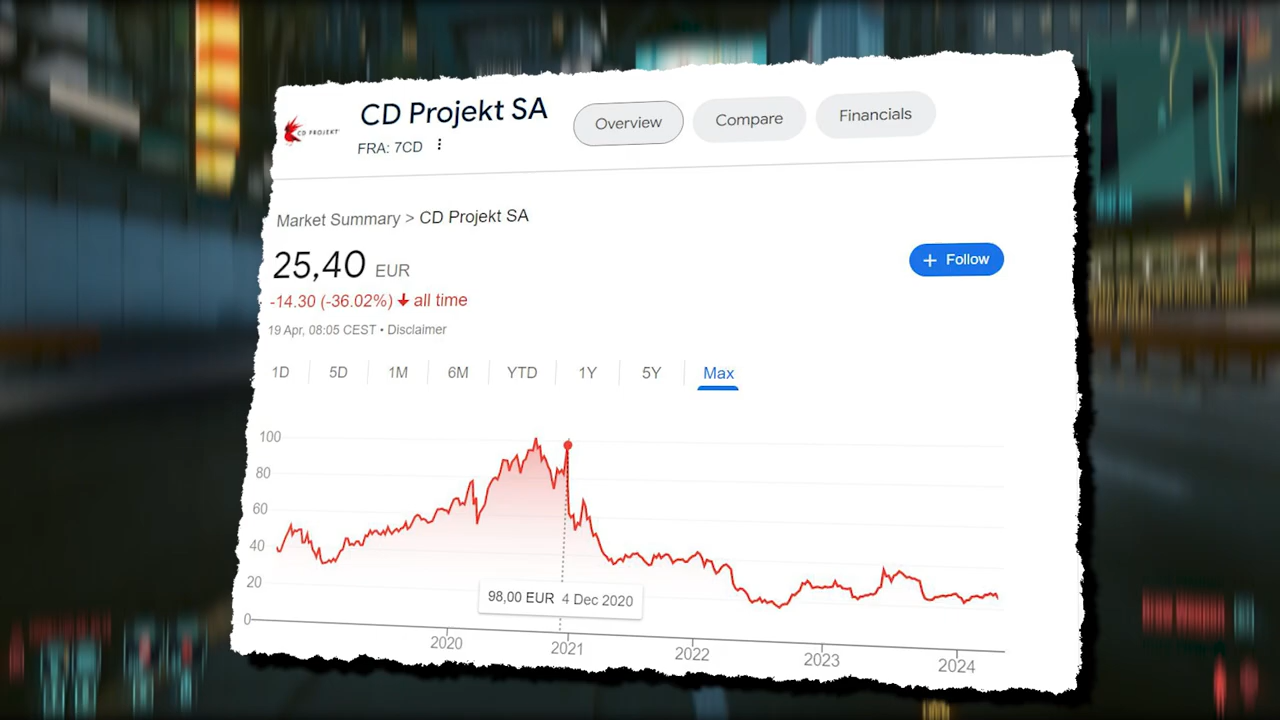 CD PROJEKT
CD Projekt SA
FRA: 7CD
Overview
Compare
Financials
Market Summary > CD Projekt SA
25,40 EUR
+ Follow
-14.30 (-36.02%) ↓ all time
19 Apr, 08:05 CEST • Disclaimer
1D 5D 1M 6M YTD 1Y 5Y Max
100
80
60
40
20
0
98,00 EUR 4 Dec 2020
2020 2021 2022 2023 2024